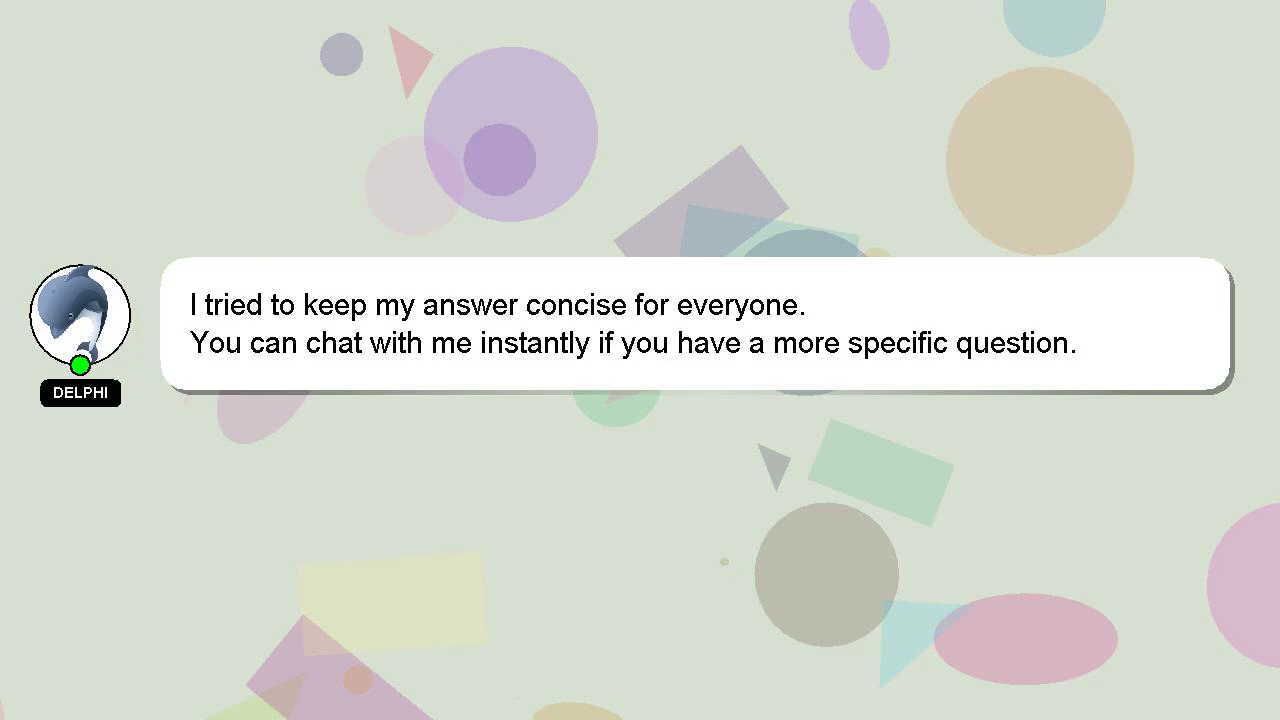 I tried to keep my answer concise for everyone.
You can chat with me instantly if you have a more specific question.
DELPHI